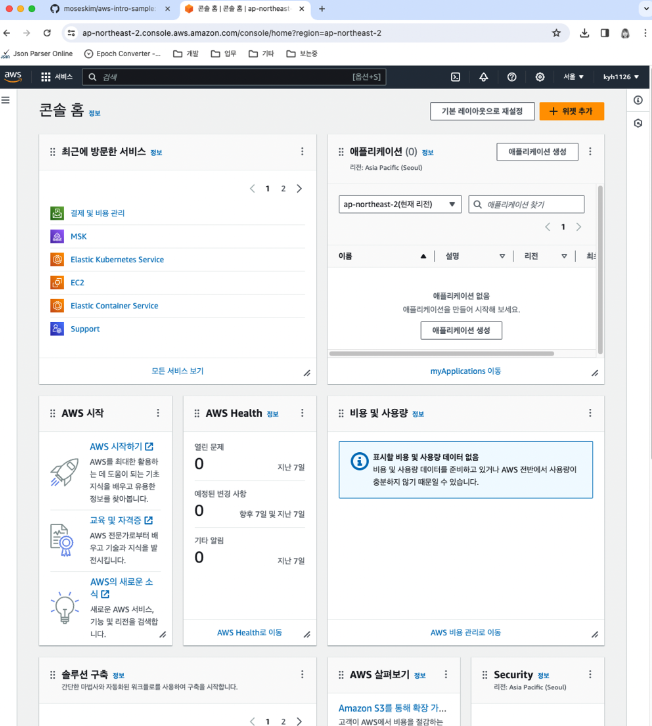 moseskim/aws-intro-sample
콘솔 홈 | 콘솔 홈 | ap-northeast-
ap-northeast-2.console.aws.amazon.com/console/home?region=ap-northeast-2
Json Parser Online
Epoch Converter -...
개발
업무
기타
보는중
aws
서비스
검색
[옵션+S]
서울
kyh1126
콘솔 홈 정보
기본 레이아웃으로 재설정
위젯 추가
최근에 방문한 서비스 정보
1 2
결제 및 비용 관리
MSK
Elastic Kubernetes Service
EC2
Elastic Container Service
Support
모든 서비스 보기
애플리케이션 (0) 정보
리전: Asia Pacific (Seoul)
애플리케이션 생성
ap-northeast-2(현재 리전)
애플리케이션 찾기
1
이름
설명
리전
애플리케이션 없음
애플리케이션을 만들어 시작해 보세요.
애플리케이션 생성
myApplications 이동
AWS 시작
AWS 시작하기
AWS를 최대한 활용하
는 데 도움이 되는 기초
지식을 배우고 유용한
정보를 찾아봅니다.
교육 및 자격증
AWS 전문가로부터 배
우고 기술과 지식을 발
전시킵니다.
AWS의 새로운 소
식
새로운 AWS 서비스,
기능 및 리전을 검색합
니다.
AWS Health 정보
열린 문제
0
지난 7일
예정된 변경 사항
0
향후 7일 및 지난 7일
기타 알림
0
지난 7일
AWS Health로 이동
비용 및 사용량 정보
표시할 비용 및 사용량 데이터 없음
비용 및 사용량 데이터를 준비하고 있거나 AWS 전반에서 사용량이
충분하지 않기 때문일 수 있습니다.
AWS 비용 관리로 이동
솔루션 구축 정보
간단한 마법사와 자동화된 워크플로를 사용하여 구축을 시작합니다.
1 2
AWS 살펴보기 정보
Amazon S3를 통해 확장 가...
고객이 AWS에서 비용을 절감하는
Security 정보
리전: Asia Pacific (Seoul)